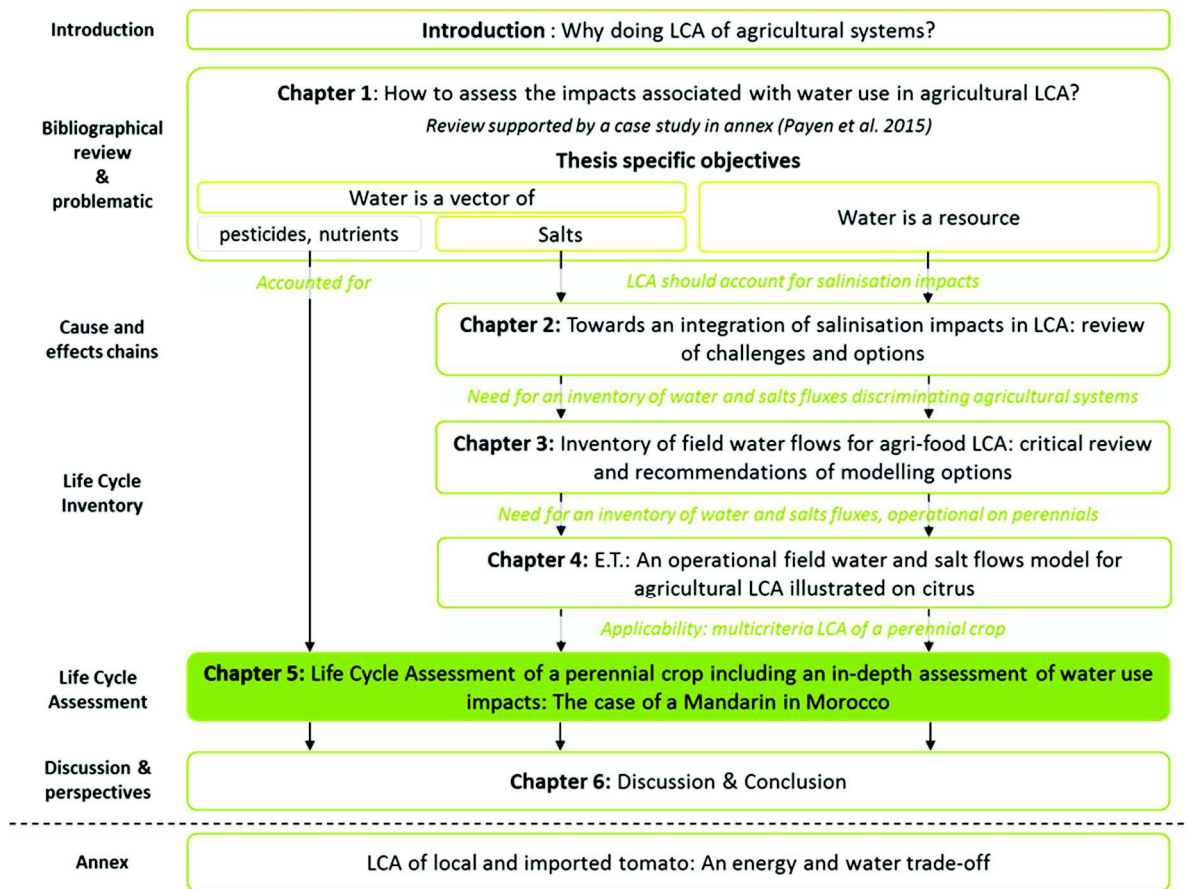 Introduction
Introduction : Why doing LCA of agricultural systems?
Bibliographical
review
&
problematic
Chapter 1: How to assess the impacts associated with water use in agricultural LCA?
Review supported by a case study in annex (Payen et al. 2015)
Thesis specific objectives
Water is a vector of
pesticides, nutrients
Salts
Water is a resource
Accounted for
LCA should account for salinisation impacts
Cause and
effects chains
Chapter 2: Towards an integration of salinisation impacts in LCA: review
of challenges and options
Need for an inventory of water and salts fluxes discriminating agricultural systems
Life Cycle
Inventory
Chapter 3: Inventory of field water flows for agri-food LCA: critical review
and recommendations of modelling options
Need for an inventory of water and salts fluxes, operational on perennials
Chapter 4: E.T.: An operational field water and salt flows model for
agricultural LCA illustrated on citrus
Applicability: multicriteria LCA of a perennial crop
Life Cycle
Assessment
Chapter 5: Life Cycle Assessment of a perennial crop including an in-depth assessment of water use
impacts: The case of a Mandarin in Morocco
Discussion &
perspectives
Chapter 6: Discussion & Conclusion
Annex
LCA of local and imported tomato: An energy and water trade-off